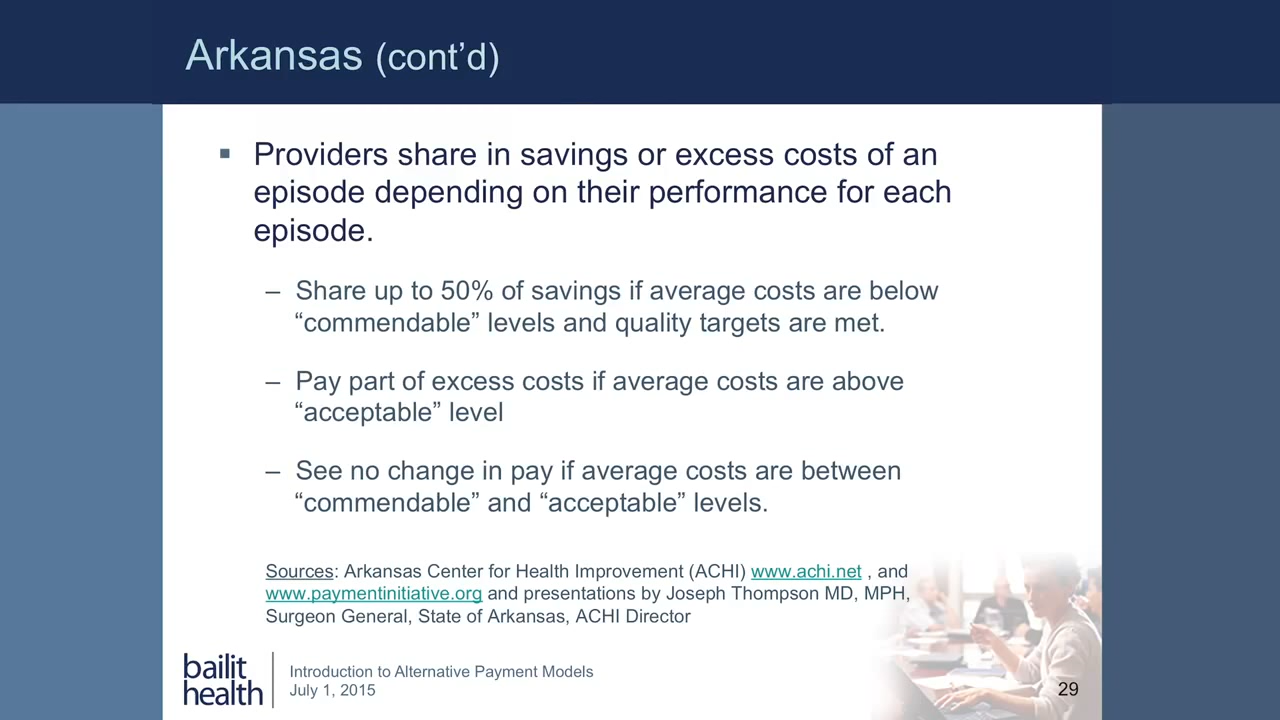 Arkansas (cont’d)
▪ Providers share in savings or excess costs of an
episode depending on their performance for each
episode.
– Share up to 50% of savings if average costs are below
“commendable” levels and quality targets are met.
– Pay part of excess costs if average costs are above
“acceptable” level
– See no change in pay if average costs are between
“commendable” and “acceptable” levels.
Sources: Arkansas Center for Health Improvement (ACHI) www.achi.net , and
www.paymentinitiative.org and presentations by Joseph Thompson MD, MPH,
Surgeon General, State of Arkansas, ACHI Director
bailit
health
Introduction to Alternative Payment Models
July 1, 2015
29